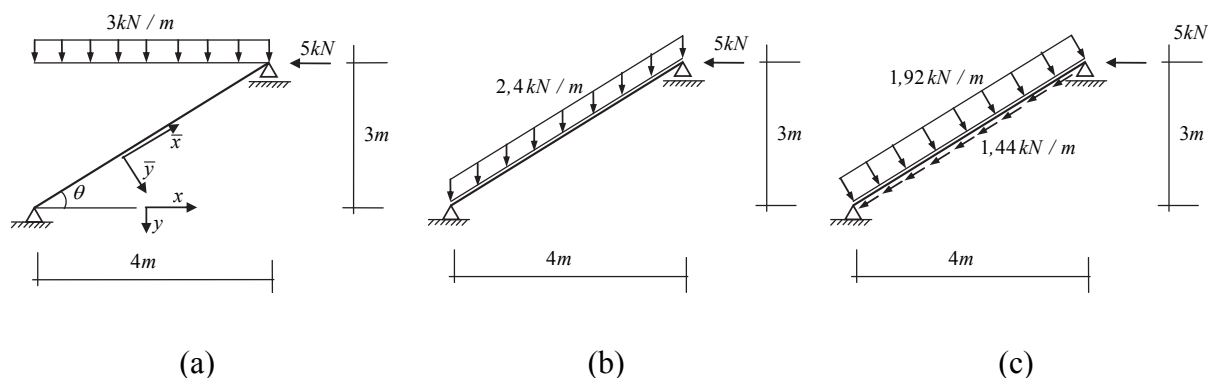 3kN / m
5kN
3m
x̄
ȳ
θ
x
y
4m
(a)
2,4 kN / m
5kN
3m
4m
(b)
1,92 kN / m
5kN
1,44 kN / m
3m
4m
(c)